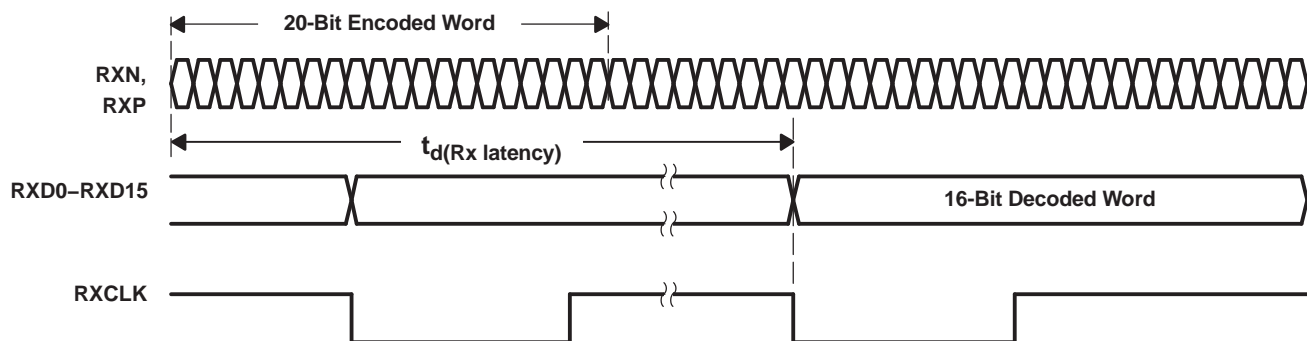 20-Bit Encoded Word
RXN,
RXP
td(Rx latency)
RXD0–RXD15
16-Bit Decoded Word
RXCLK